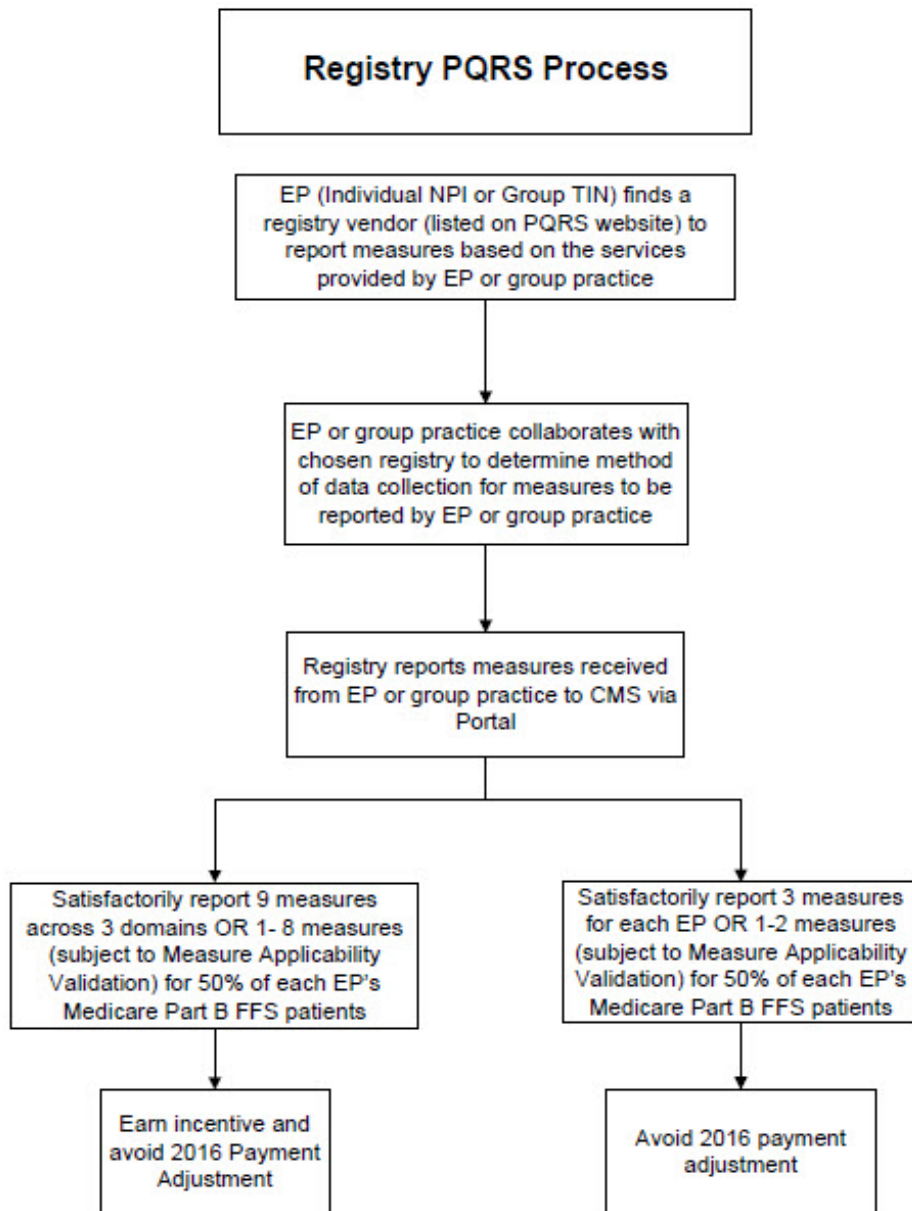 Registry PQRS Process
EP (Individual NPI or Group TIN) finds a
registry vendor (listed on PQRS website) to
report measures based on the services
provided by EP or group practice
EP or group practice collaborates with
chosen registry to determine method
of data collection for measures to be
reported by EP or group practice
Registry reports measures received
from EP or group practice to CMS via
Portal
Satisfactorily report 9 measures
across 3 domains OR 1- 8 measures
(subject to Measure Applicability
Validation) for 50% of each EP's
Medicare Part B FFS patients
Satisfactorily report 3 measures
for each EP OR 1-2 measures
(subject to Measure Applicability
Validation) for 50% of each EP's
Medicare Part B FFS patients
Earn incentive and
avoid 2016 Payment
Adjustment
Avoid 2016 payment
adjustment